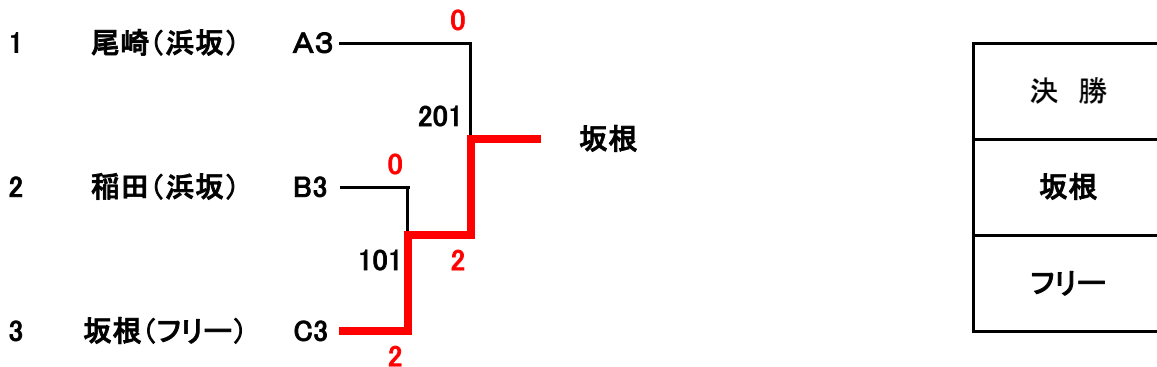 0
1 尾崎（浜坂） A3
決 勝
201
坂根
0
2 稲田（浜坂） B3
坂根
101
2
フリー
3 坂根（フリー） C3
2